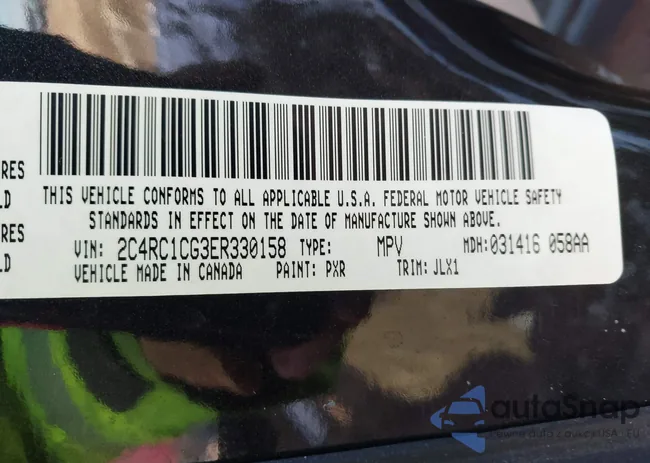 RES
LD
RES
LD
THIS VEHICLE CONFORMS TO ALL APPLICABLE U.S.A. FEDERAL MOTOR VEHICLE SAFETY
STANDARDS IN EFFECT ON THE DATE OF MANUFACTURE SHOWN ABOVE.
VIN: 2C4RC1CG3ER330158 TYPE: MPV MDH:031416 058AA
VEHICLE MADE IN CANADA PAINT: PXR TRIM: JLX1
autoSnap